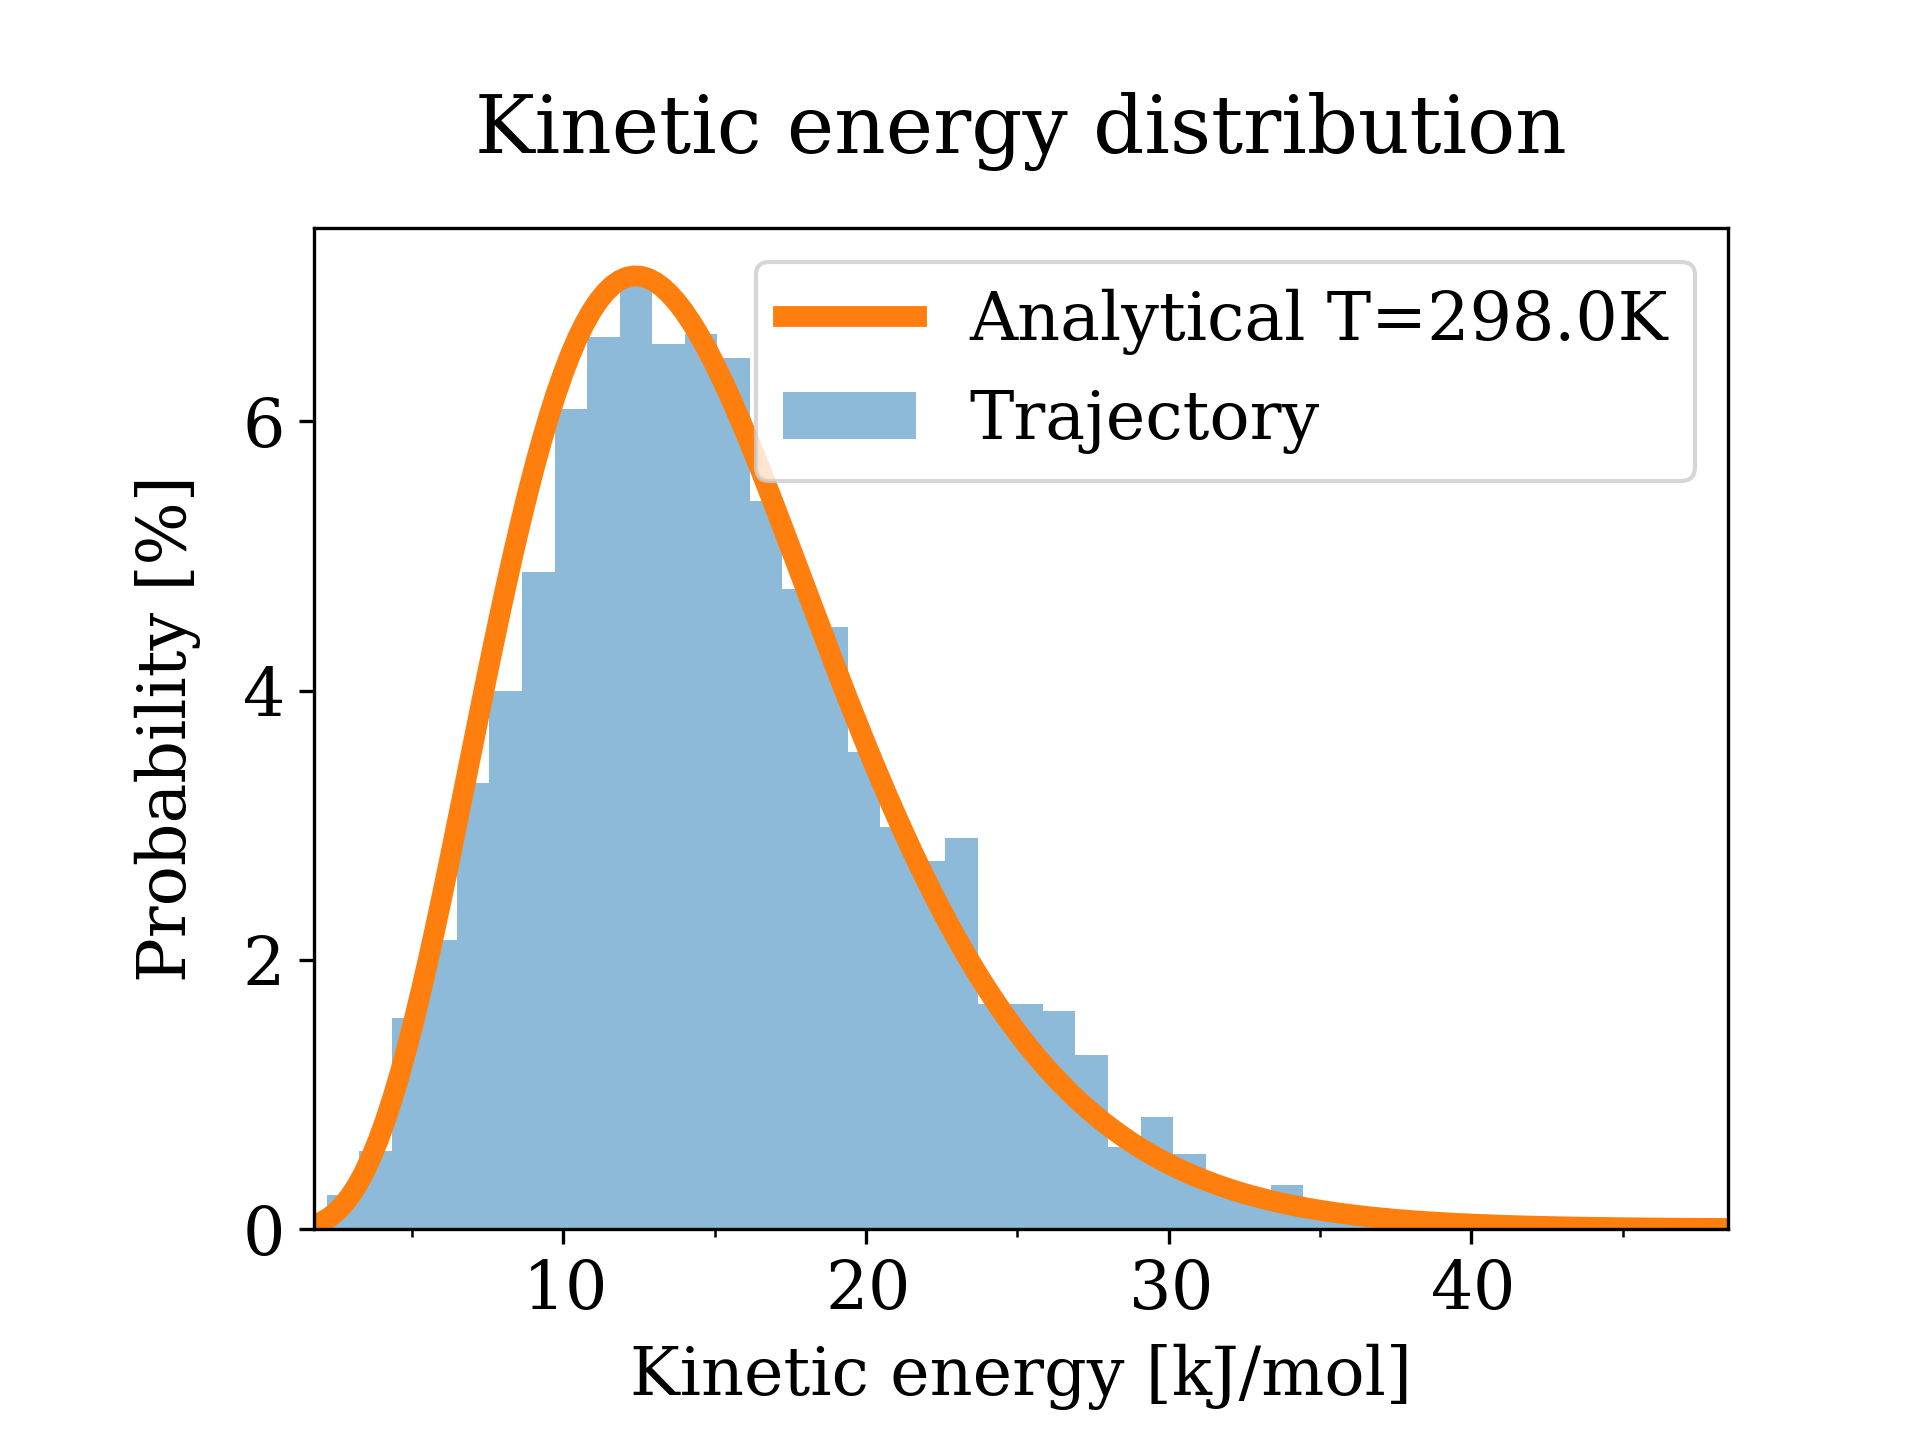 Kinetic energy distribution
Analytical T=298.0K
Trajectory
Probability [%]
6
4
2
0
10 20 30 40
Kinetic energy [kJ/mol]